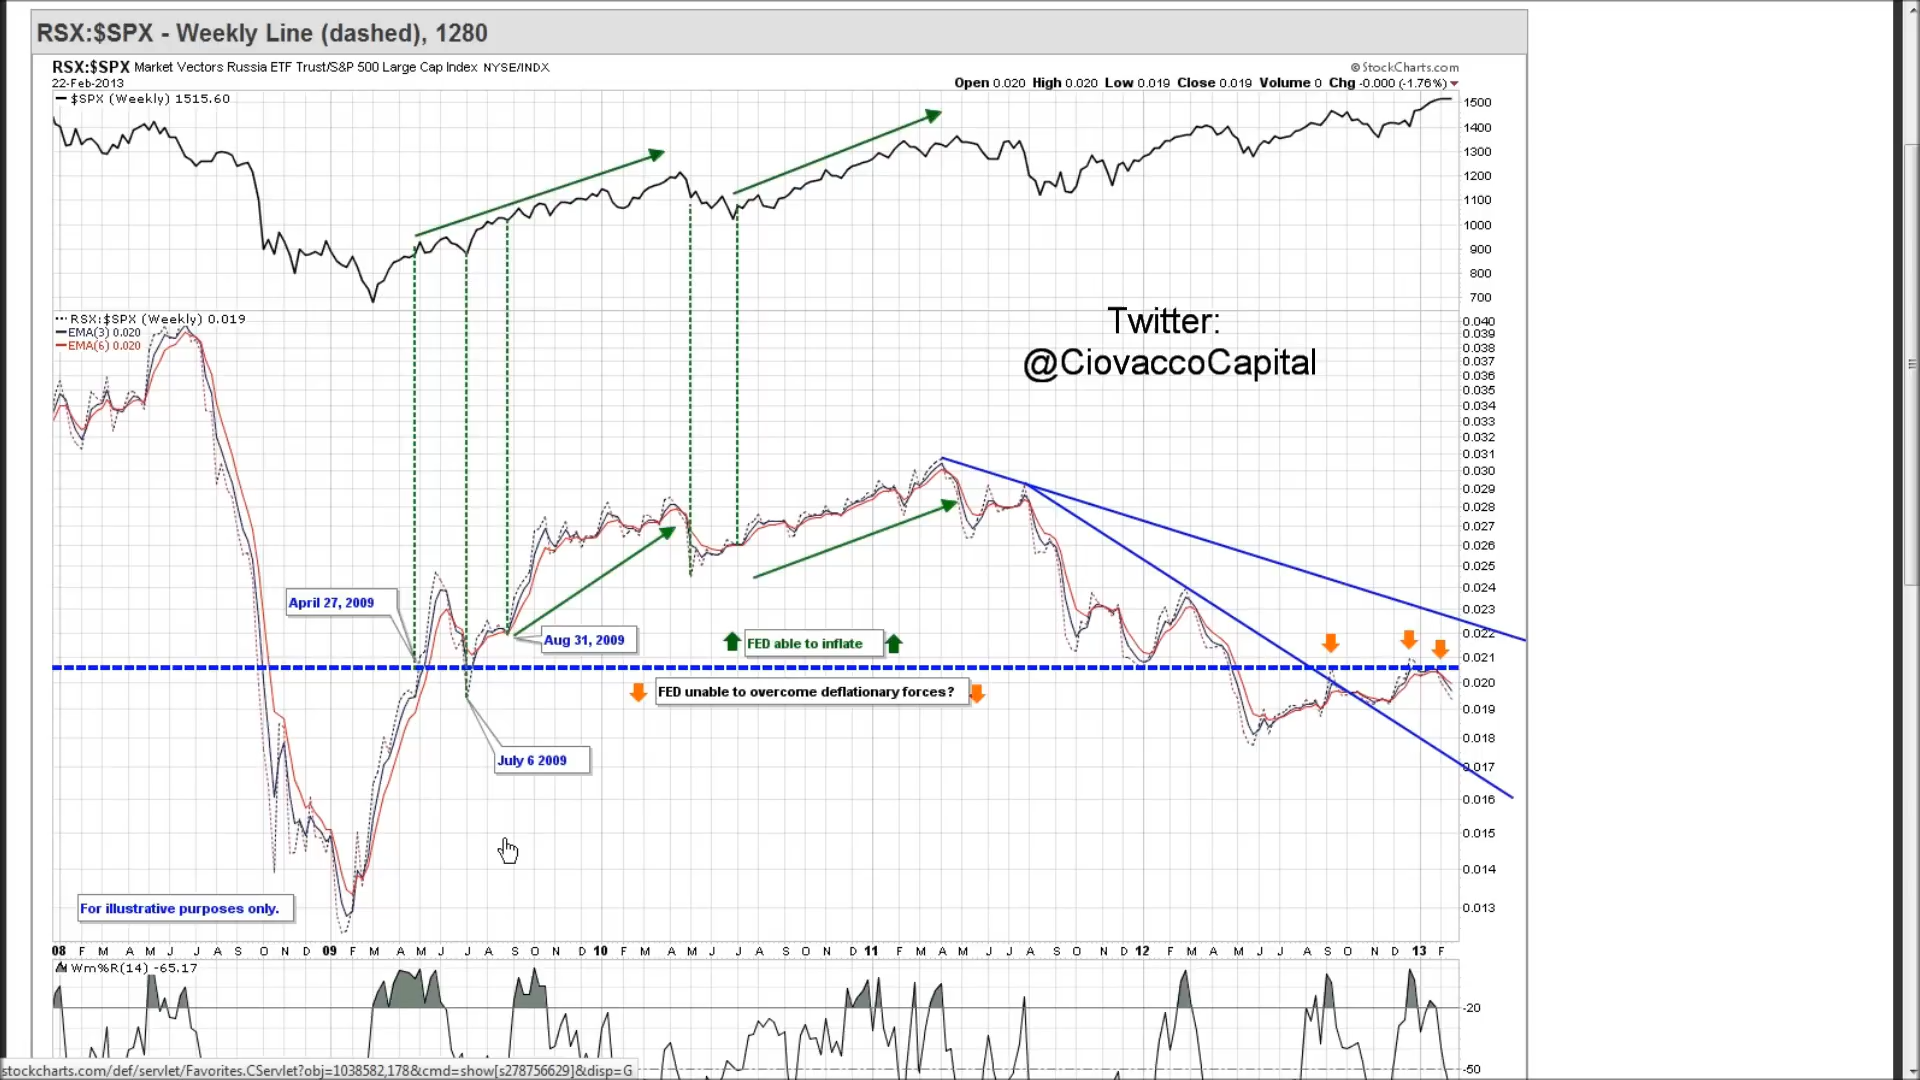 RSX:$SPX - Weekly Line (dashed), 1280
RSX:$SPX Market Vectors Russia ETF Trust/S&P 500 Large Cap Index NYSE/INDX
© StockCharts.com
22-Feb-2013
Open 0.020 High 0.020 Low 0.019 Close 0.019 Volume 0 Chg -0.000 (-1.76%)
$SPX (Weekly) 1515.60
1500
1400
1300
1200
1100
1000
900
800
700
Twitter:
@CiovaccoCapital
RSX:$SPX (Weekly) 0.019
EMA(3) 0.020
EMA(6) 0.020
0.040
0.039
0.038
0.037
0.036
0.035
0.034
0.033
0.032
0.031
0.030
0.029
0.028
0.027
0.026
0.025
0.024
0.023
0.022
0.021
0.020
0.019
0.018
0.017
0.016
0.015
0.014
0.013
April 27, 2009
Aug 31, 2009
FED able to inflate
FED unable to overcome deflationary forces?
July 6 2009
For illustrative purposes only.
08 F M A M J J A S O N D 09 F M A M J J A S O N D 10 F M A M J J A S O N D 11 F M A M J J A S O N D 12 F M A M J J A S O N D 13 F
Wm%R(14) -65.17
-20
-50
stockcharts.com/def/servlet/Favorites.CServlet?obj=1038582,178&cmd=show[s278756629]&disp=G